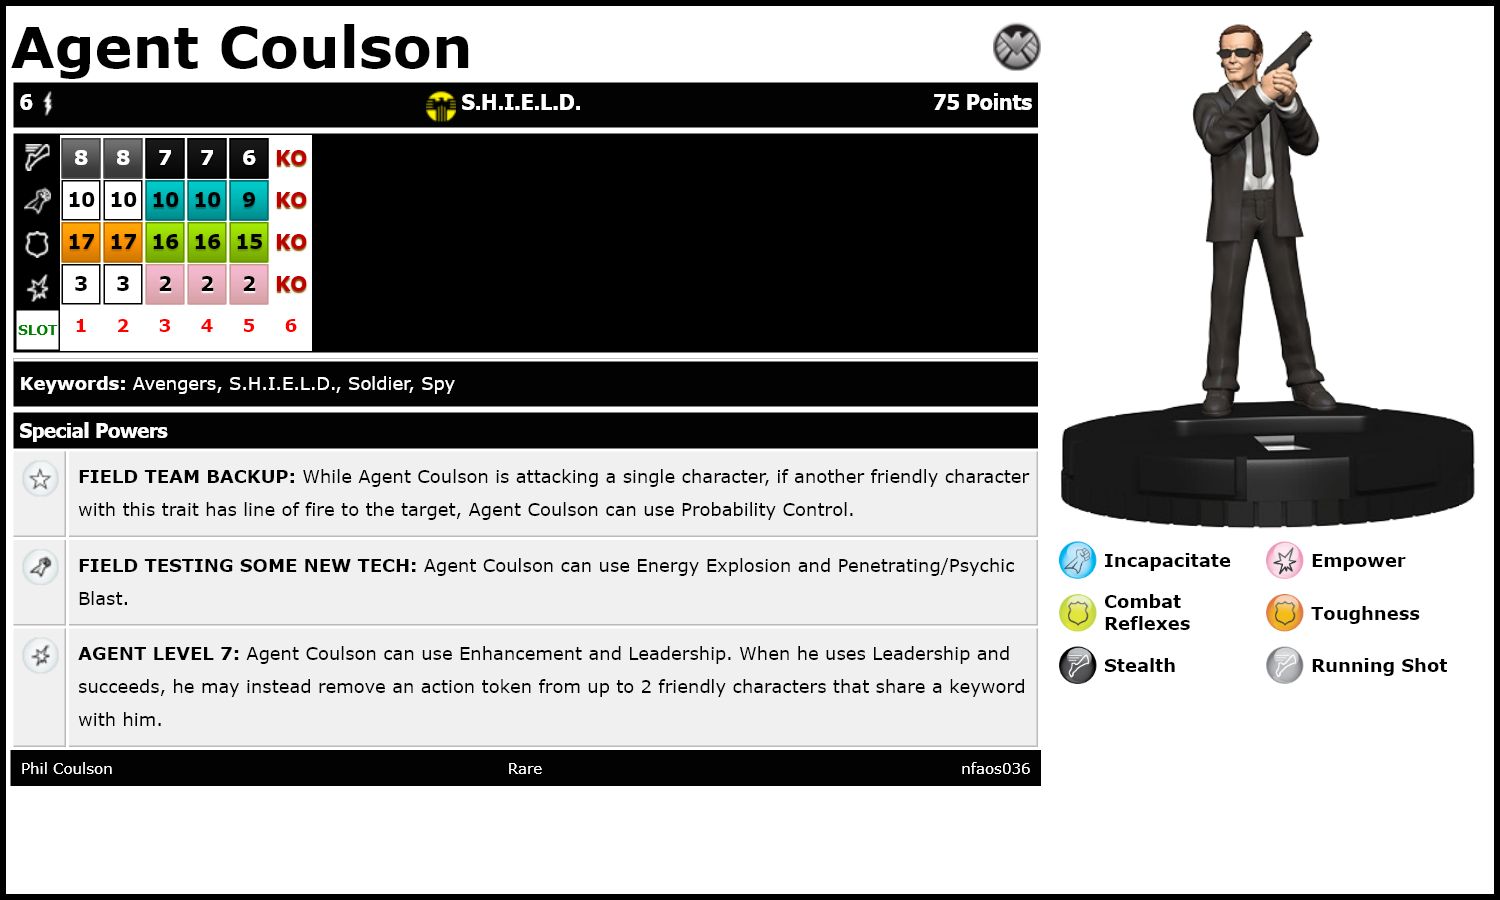 Agent Coulson
6 S.H.I.E.L.D. 75 Points
8 8 7 7 6 KO
10 10 10 10 9 KO
17 17 16 16 15 KO
3 3 2 2 2 KO
SLOT 1 2 3 4 5 6
Keywords: Avengers, S.H.I.E.L.D., Soldier, Spy
Special Powers
FIELD TEAM BACKUP: While Agent Coulson is attacking a single character, if another friendly character
with this trait has line of fire to the target, Agent Coulson can use Probability Control.
FIELD TESTING SOME NEW TECH: Agent Coulson can use Energy Explosion and Penetrating/Psychic
Blast.
AGENT LEVEL 7: Agent Coulson can use Enhancement and Leadership. When he uses Leadership and
succeeds, he may instead remove an action token from up to 2 friendly characters that share a keyword
with him.
Phil Coulson Rare nfaos036
Incapacitate Empower
Combat
Reflexes
Toughness
Stealth Running Shot